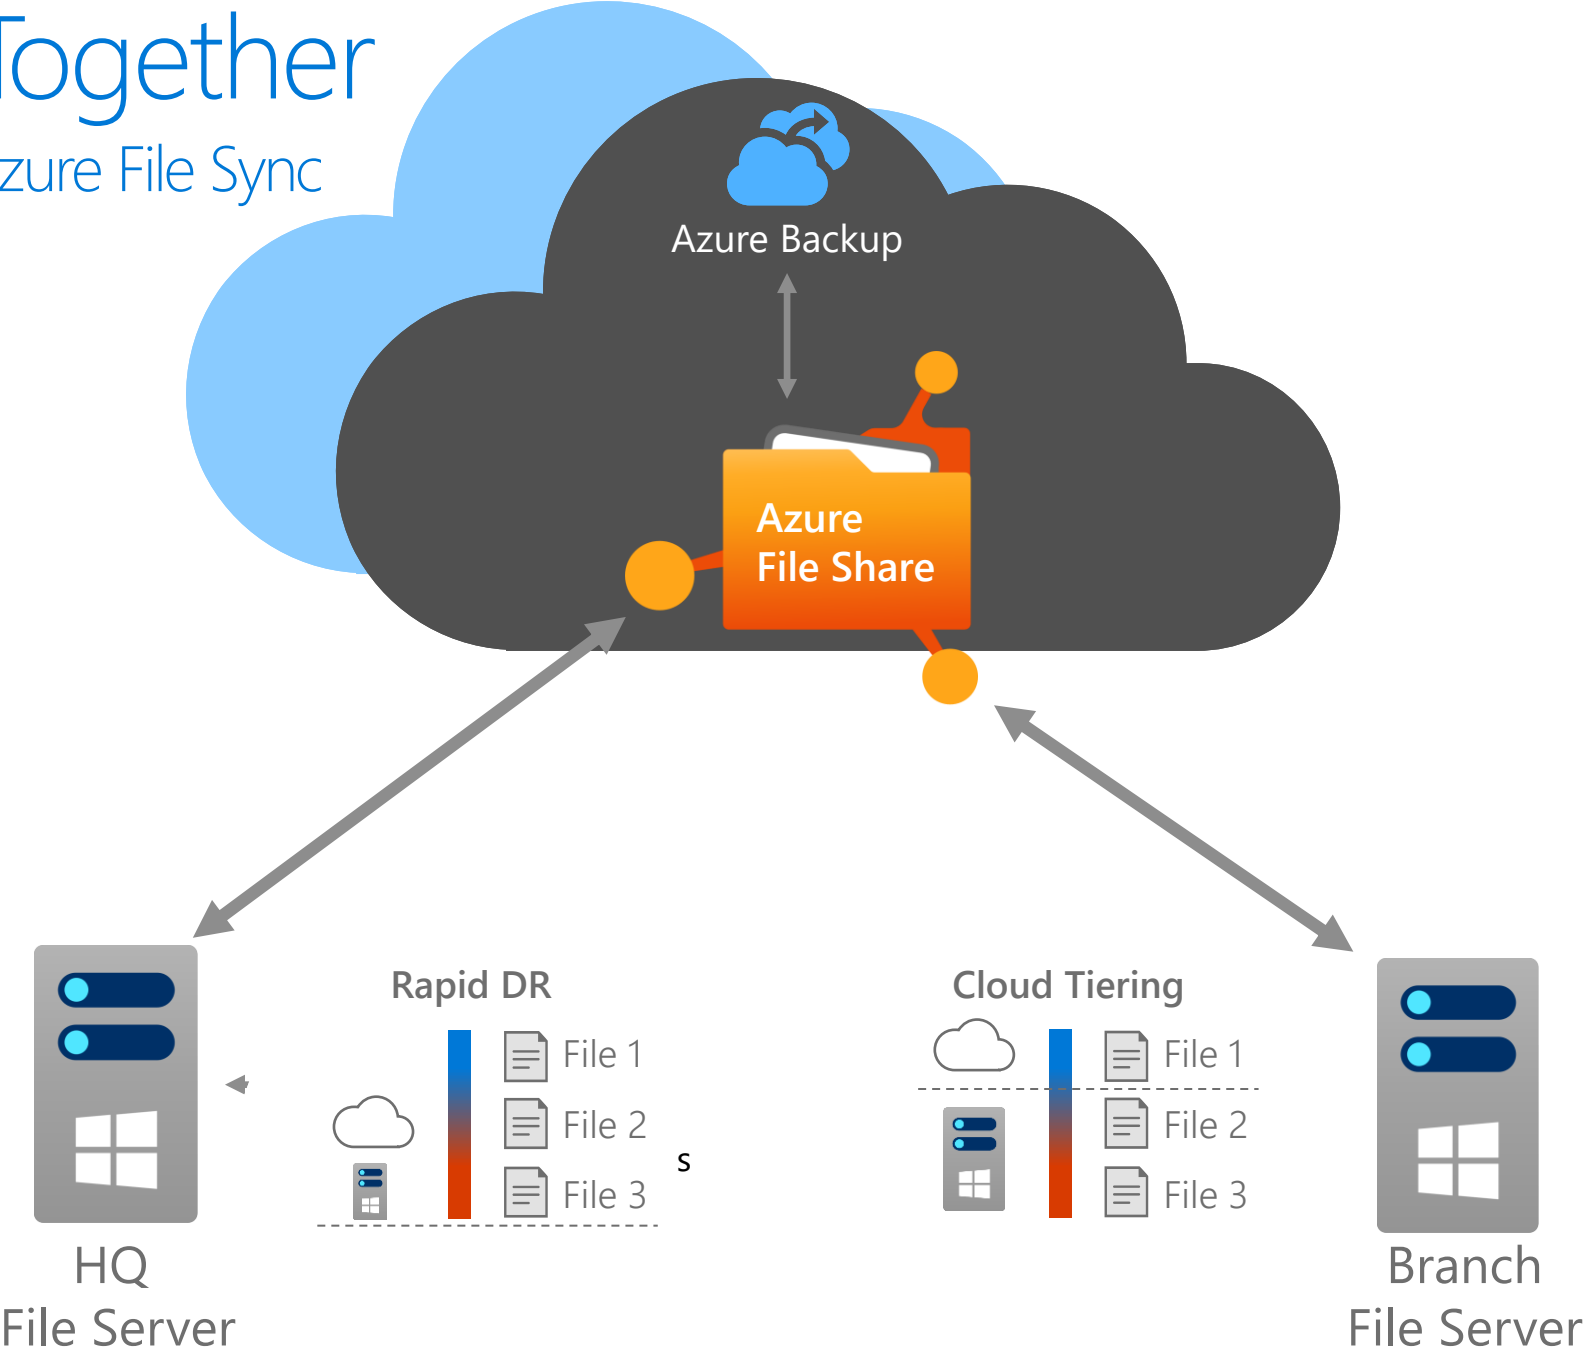 Together
zure File Sync
Azure Backup
Azure
File Share
Rapid DR
File 1
File 2
File 3
s
Cloud Tiering
File 1
File 2
File 3
HQ
File Server
Branch
File Server